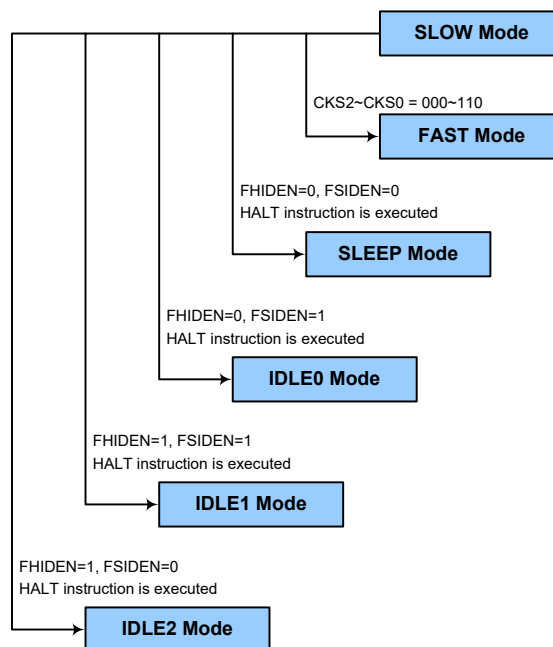 SLOW Mode
CKS2~CKS0 = 000~110
FAST Mode
FHIDEN=0, FSIDEN=0
HALT instruction is executed
SLEEP Mode
FHIDEN=0, FSIDEN=1
HALT instruction is executed
IDLE0 Mode
FHIDEN=1, FSIDEN=1
HALT instruction is executed
IDLE1 Mode
FHIDEN=1, FSIDEN=0
HALT instruction is executed
IDLE2 Mode